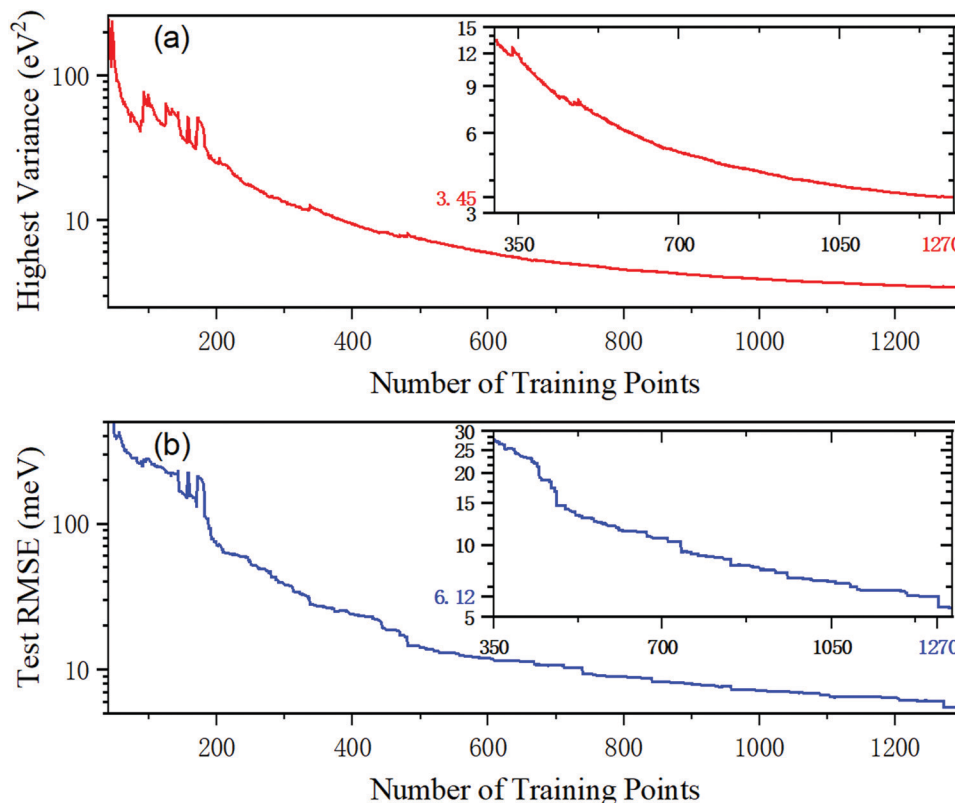 (a)
Highest Variance (eV²)
100
10
15
12
9
6
3.45
3
350 700 1050 1270
200 400 600 800 1000 1200
Number of Training Points
(b)
Test RMSE (meV)
100
10
30
25
20
15
10
6.12
5
350 700 1050 1270
200 400 600 800 1000 1200
Number of Training Points